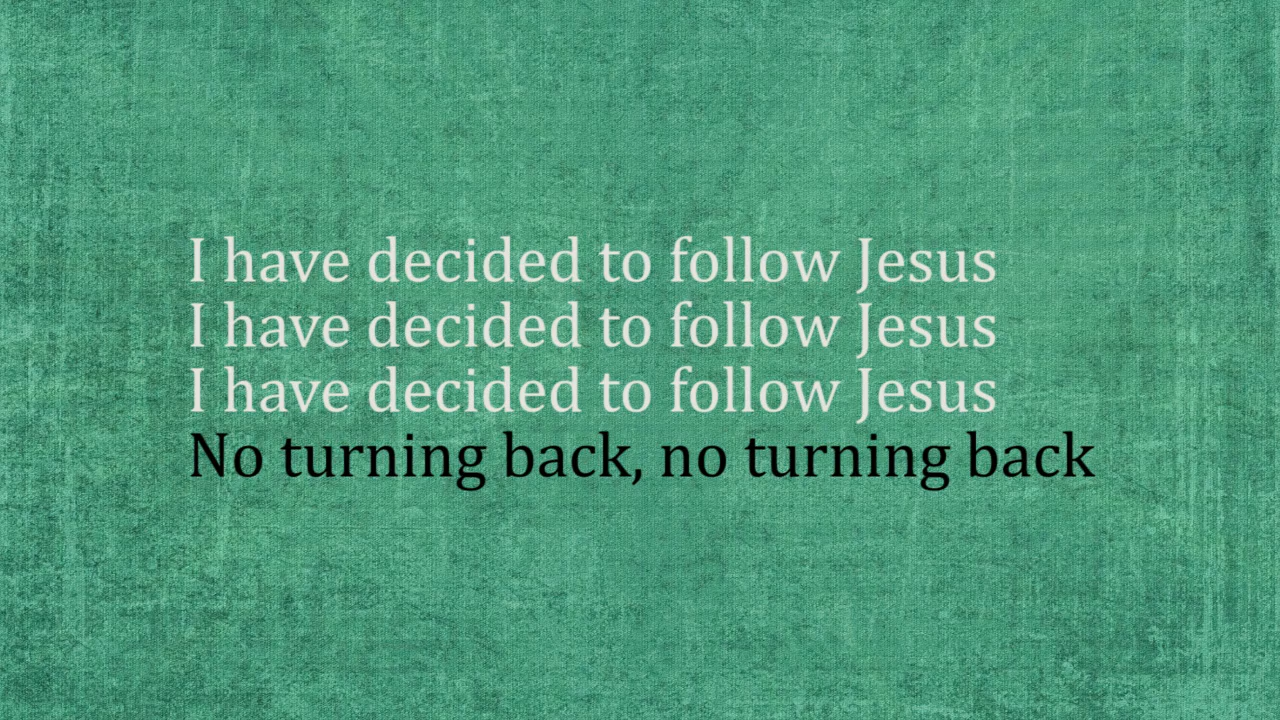 I have decided to follow Jesus
I have decided to follow Jesus
I have decided to follow Jesus
No turning back, no turning back